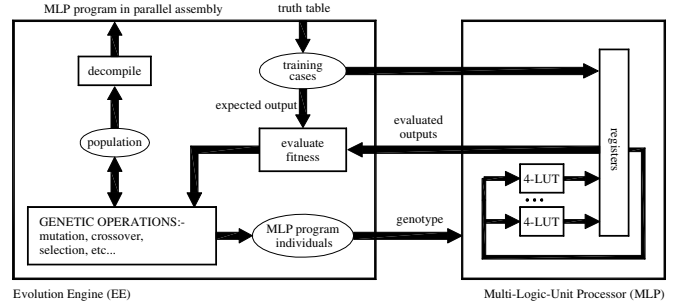 MLP program in parallel assembly
truth table
decompile
training
cases
expected output
evaluated
outputs
population
evaluate
fitness
registers
4-LUT
4-LUT
GENETIC OPERATIONS:-
mutation, crossover,
selection, etc...
MLP program
individuals
genotype
Evolution Engine (EE)
Multi-Logic-Unit Processor (MLP)